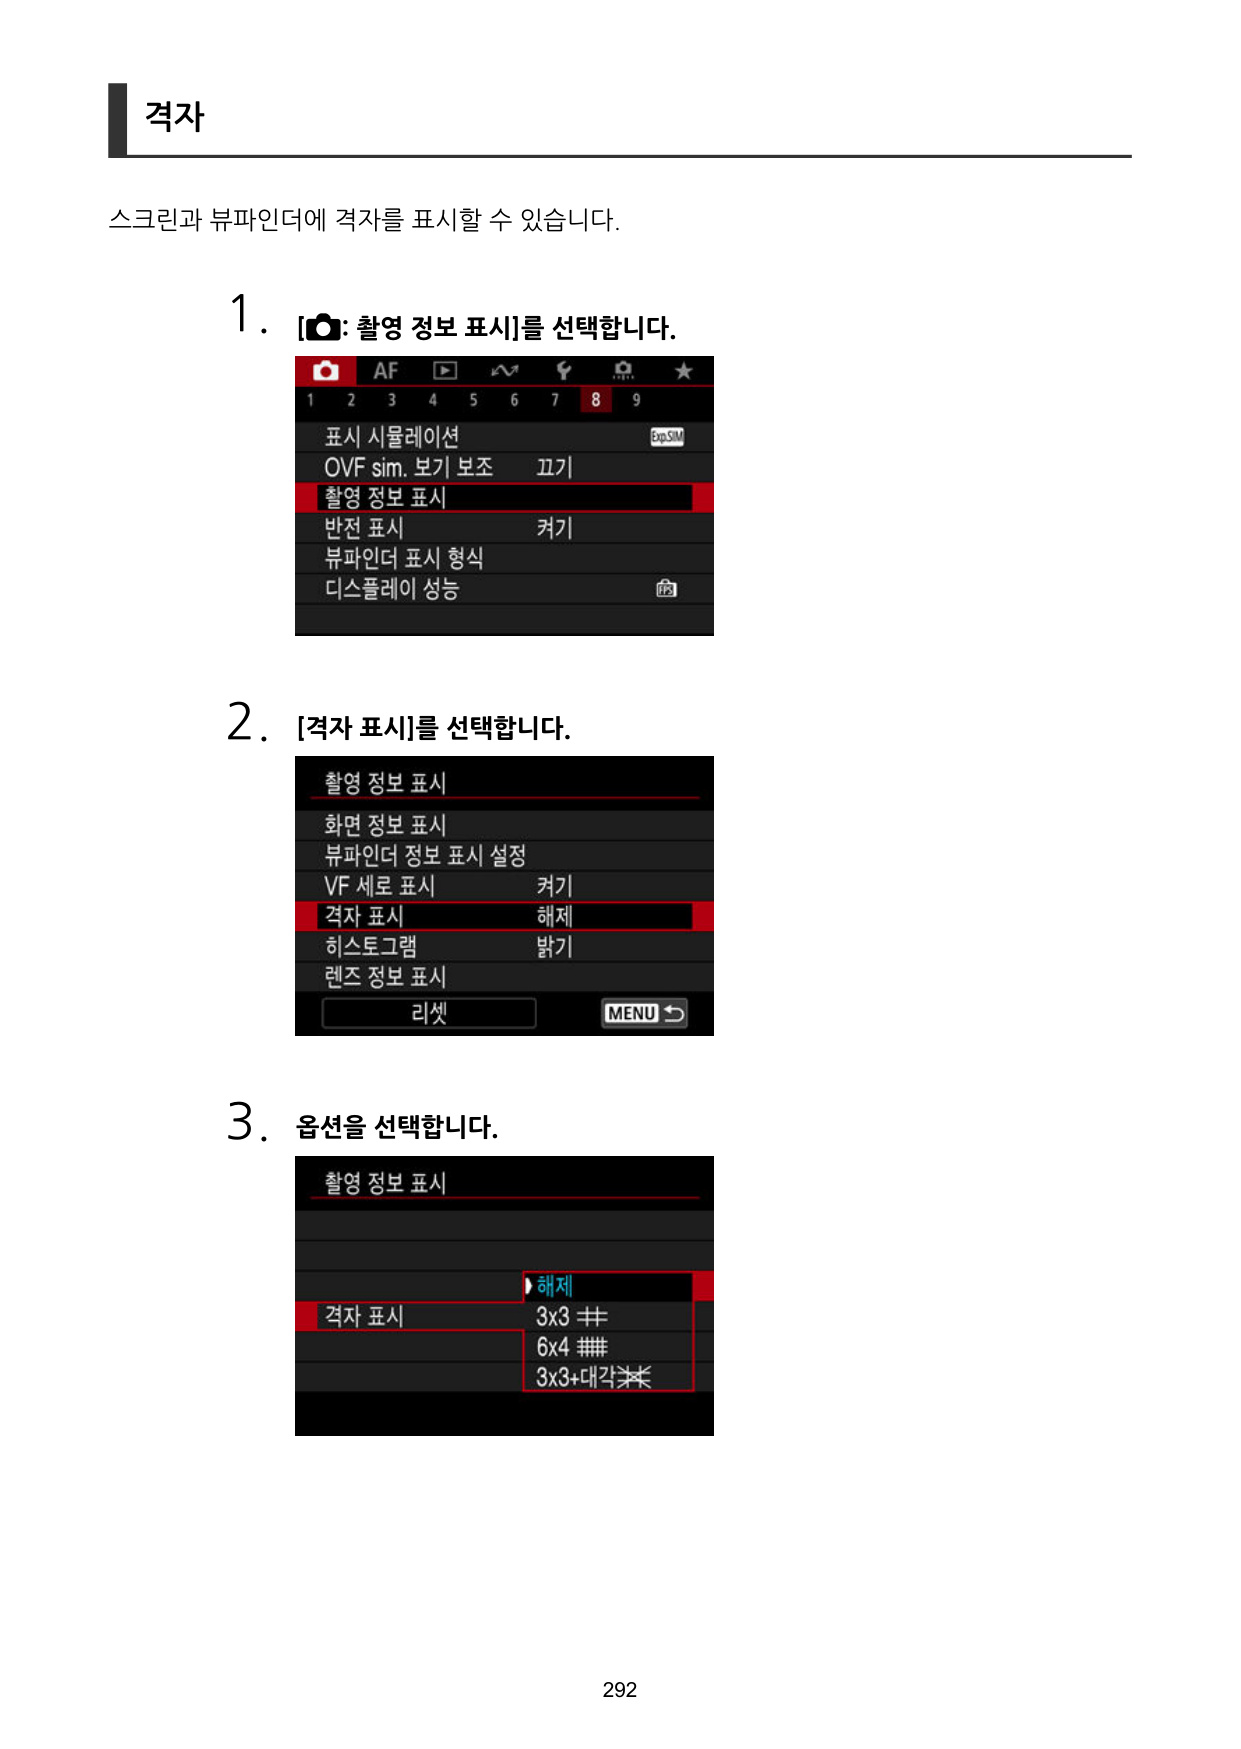 격자
스크린과 뷰파인더에 격자를 표시할 수 있습니다.
1. [: 촬영 정보 표시]를 선택합니다.
AF
1 2 3 4 5 6 7 8 9
표시 시뮬레이션 Exp.SIM
OVF sim. 보기 보조 끄기
촬영 정보 표시
반전 표시 켜기
뷰파인더 표시 형식
디스플레이 성능 FPS
2. [격자 표시]를 선택합니다.
촬영 정보 표시
화면 정보 표시
뷰파인더 정보 표시 설정
VF 세로 표시 켜기
격자 표시 해제
히스토그램 밝기
렌즈 정보 표시
리셋 MENU
3. 옵션을 선택합니다.
촬영 정보 표시
해제
격자 표시 3x3
6x4
3x3+대각
292